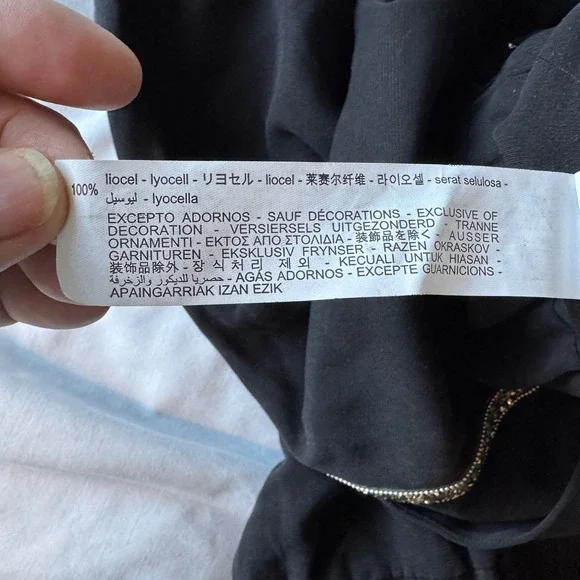 100% liocel - lyocell - リヨセル - liocel - 莱赛尔纤维 - 라이오셀 - serat selulosa -
ليوسيل - lyocella
EXCEPTO ADORNOS - SAUF DÉCORATIONS - EXCLUSIVE OF
DECORATION - VERSIERSELS UITGEZONDERD - TRANNE
ORNAMENTI - ΕΚΤΟΣ ΑΠΟ ΣΤΟΛΙΔΙΑ - 装飾品を除く - AUSSER
GARNITUREN - EKSKLUSIV FRYNSER - RAZEN OKRASKOV
- 装饰品除外 - 장식처리 제외 - KECUALI UNTUK HIASAN -
حصريا للديكور والزخرفة - AGÁS ADORNOS - EXCEPTE GUARNICIONS -
APAINGARRIAK IZAN EZIK